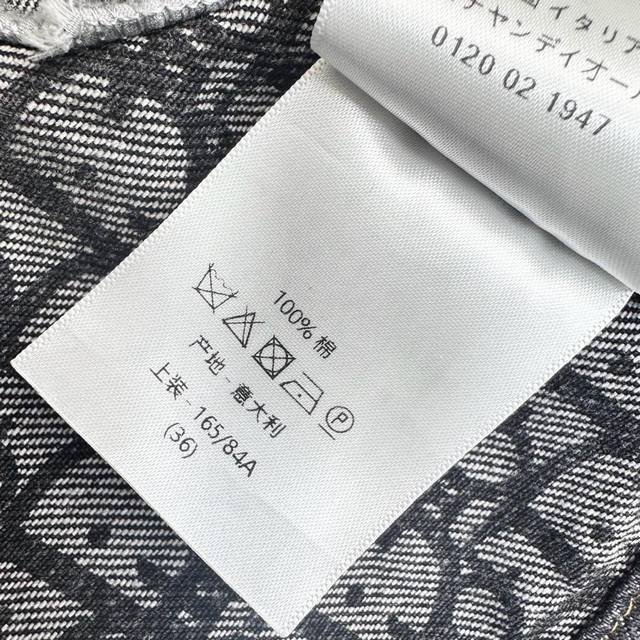 イタリア
チャンディオール
0120 02 1947
100% 棉
产地 - 意大利
上装 - 165/84A
(36)